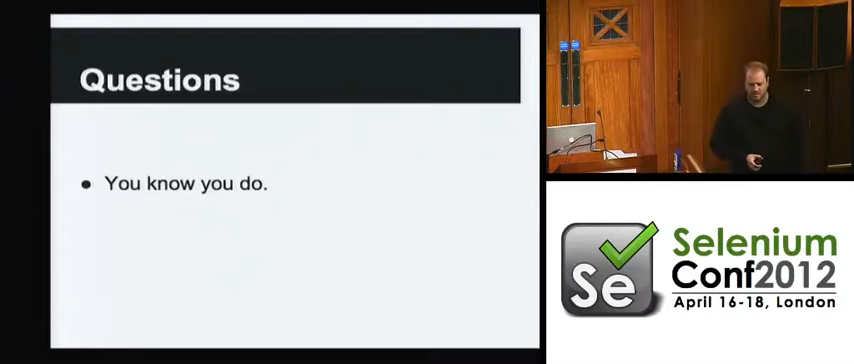 Questions
• You know you do.
Se
Selenium
Conf2012
April 16-18, London